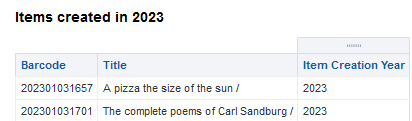 Items created in 2023
Barcode Title Item Creation Year
202301031657 A pizza the size of the sun / 2023
202301031701 The complete poems of Carl Sandburg / 2023